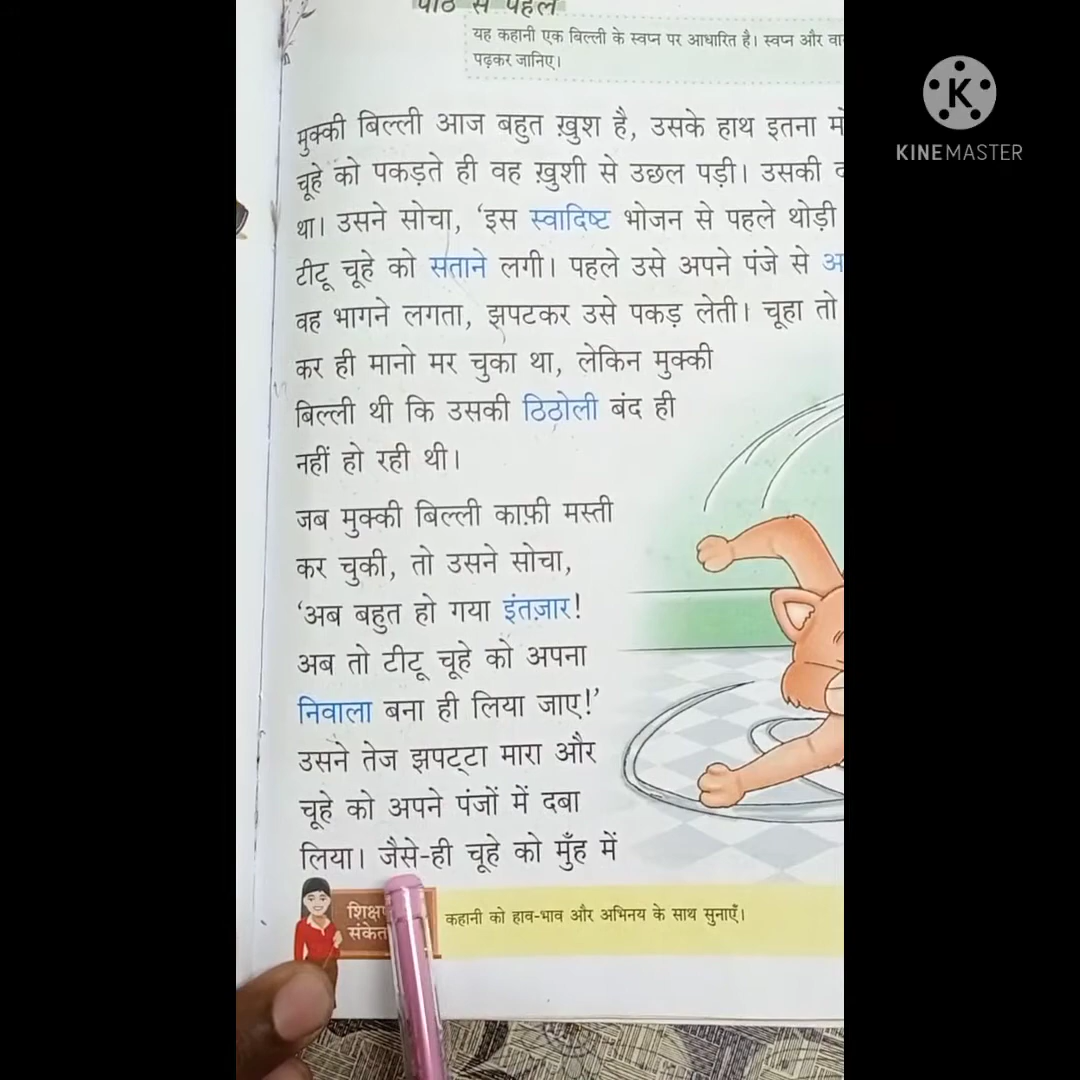 पाठ से पहले
यह कहानी एक बिल्ली के स्वप्न पर आधारित है। स्वप्न और
पढ़कर जानिए।
मुक्की बिल्ली आज बहुत ख़ुश है, उसके हाथ इतना
चूहे को पकड़ते ही वह ख़ुशी से उछल पड़ी। उसकी
था। उसने सोचा, ‘इस स्वादिष्ट भोजन से पहले थोड़ी
टीटू चूहे को सताने लगी। पहले उसे अपने पंजे से
वह भागने लगता, झपटकर उसे पकड़ लेती। चूहा तो
कर ही मानो मर चुका था, लेकिन मुक्की
बिल्ली थी कि उसकी ठिठोली बंद ही
नहीं हो रही थी।
जब मुक्की बिल्ली काफ़ी मस्ती
कर चुकी, तो उसने सोचा,
‘अब बहुत हो गया इंतज़ार!
अब तो टीटू चूहे को अपना
निवाला बना ही लिया जाए!’
उसने तेज झपट्टा मारा और
चूहे को अपने पंजों में दबा
लिया। जैसे-ही चूहे को मुँह में
संकेत
कहानी को हाव-भाव और अभिनय के साथ सुनाएँ।
K
KINEMASTER